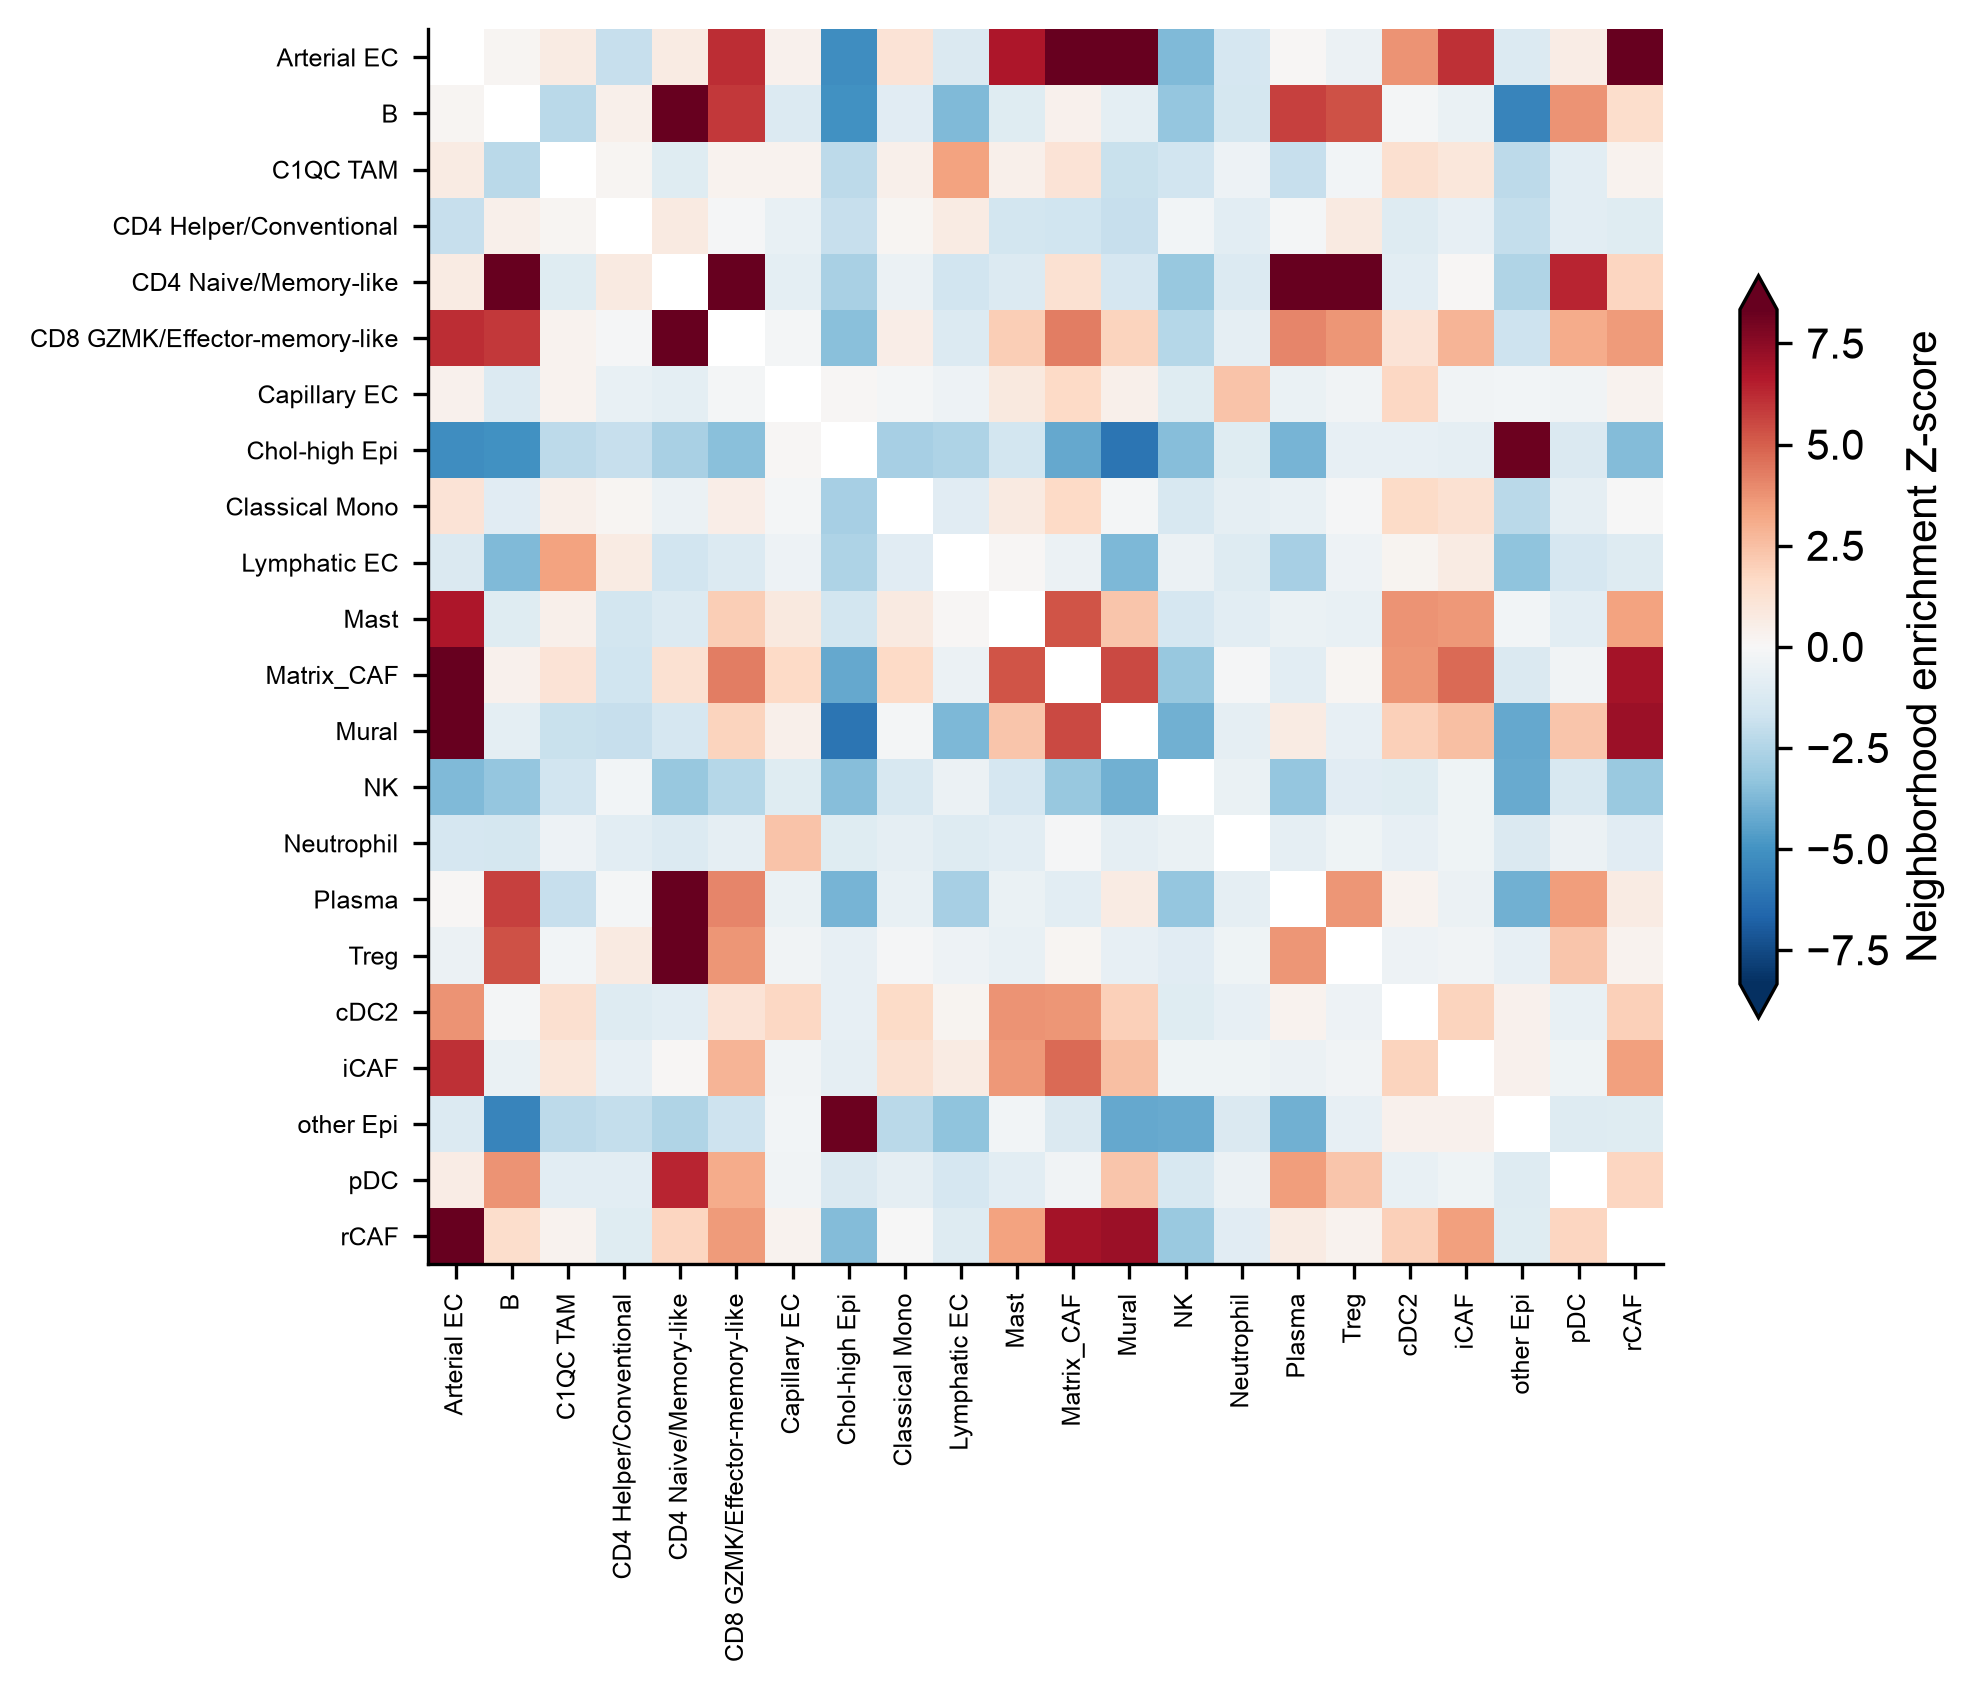 Arterial EC
B
C1QC TAM
CD4 Helper/Conventional
CD4 Naive/Memory-like
CD8 GZMK/Effector-memory-like
Capillary EC
Chol-high Epi
Classical Mono
Lymphatic EC
Mast
Matrix_CAF
Mural
NK
Neutrophil
Plasma
Treg
cDC2
iCAF
other Epi
pDC
rCAF
Arterial EC
B
C1QC TAM
CD4 Helper/Conventional
CD4 Naive/Memory-like
CD8 GZMK/Effector-memory-like
Capillary EC
Chol-high Epi
Classical Mono
Lymphatic EC
Mast
Matrix_CAF
Mural
NK
Neutrophil
Plasma
Treg
cDC2
iCAF
other Epi
pDC
rCAF
7.5
5.0
2.5
0.0
−2.5
−5.0
−7.5
Neighborhood enrichment Z-score